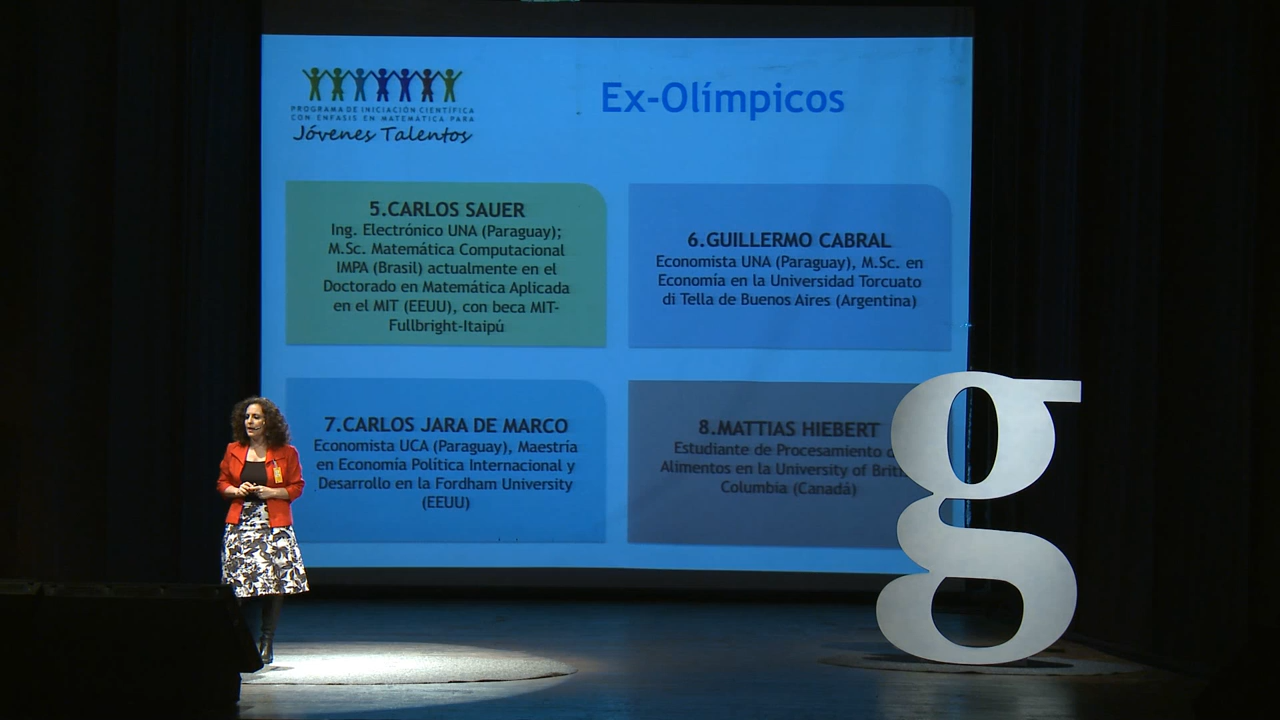 PROGRAMA DE INICIACIÓN CIENTÍFICA
CON ÉNFASIS EN MATEMÁTICA PARA
Jóvenes Talentos
Ex-Olímpicos
5.CARLOS SAUER
Ing. Electrónico UNA (Paraguay);
M.Sc. Matemática Computacional
IMPA (Brasil) actualmente en el
Doctorado en Matemática Aplicada
en el MIT (EEUU), con beca MIT-
Fullbright-Itaipú
6.GUILLERMO CABRAL
Economista UNA (Paraguay), M.Sc. en
Economía en la Universidad Torcuato
di Tella de Buenos Aires (Argentina)
7.CARLOS JARA DE MARCO
Economista UCA (Paraguay), Maestría
en Economía Política Internacional y
Desarrollo en la Fordham University
(EEUU)
8.MATTIAS HIEBERT
Estudiante de Procesamiento
Alimentos en la University of
Columbia (Canadá)
g